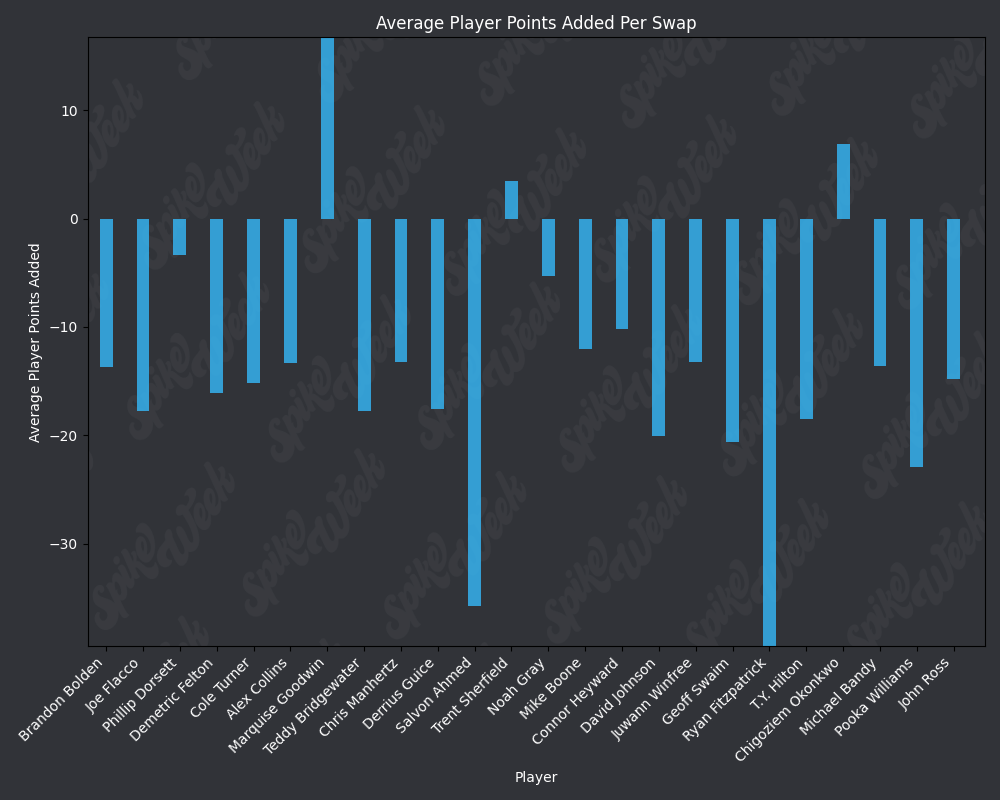 Average Player Points Added Per Swap
Average Player Points Added
10
0
−10
−20
−30
Brandon Bolden
Joe Flacco
Phillip Dorsett
Demetric Felton
Cole Turner
Alex Collins
Marquise Goodwin
Teddy Bridgewater
Chris Manhertz
Derrius Guice
Salvon Ahmed
Trent Sherfield
Noah Gray
Mike Boone
Connor Heyward
David Johnson
Juwann Winfree
Geoff Swaim
Ryan Fitzpatrick
T.Y. Hilton
Chigoziem Okonkwo
Michael Bandy
Pooka Williams
John Ross
Player
Spike Week